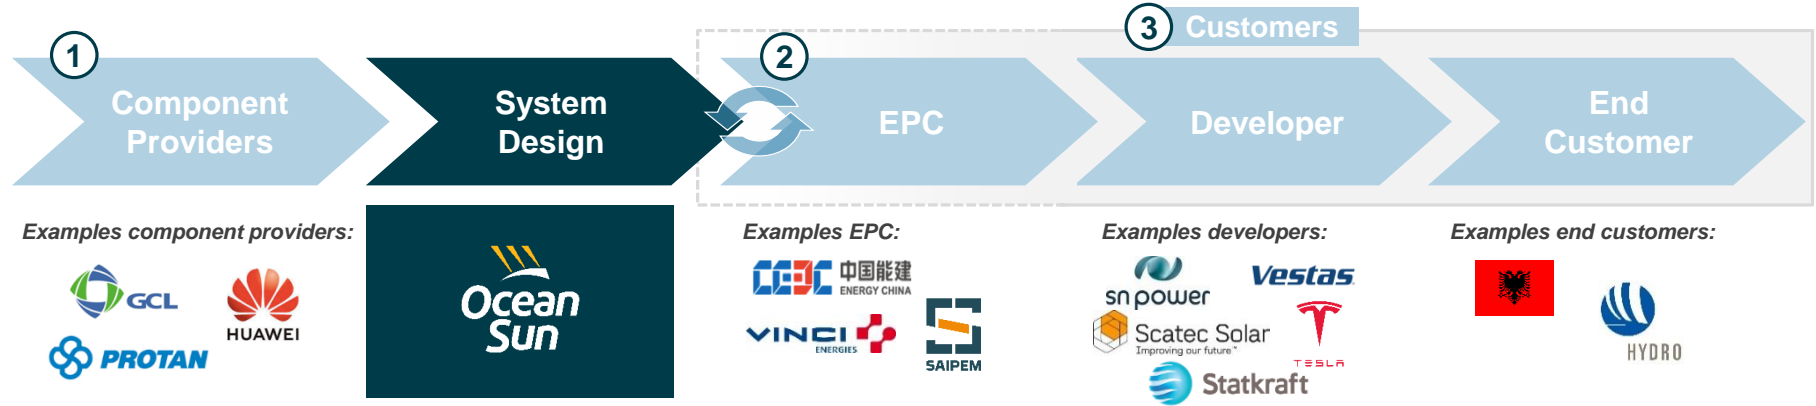 1
Component
Providers
System
Design
2
EPC
3
Customers
Developer
End
Customer
Examples component providers:
GCL
HUAWEI
PROTAN
Ocean
Sun
Examples EPC:
CEEC 中国能建
ENERGY CHINA
VINCI
ENERGIES
SAIPEM
Examples developers:
sn power
Vestas
Scatec Solar
Improving our future™
TESLA
Statkraft
Examples end customers:
HYDRO